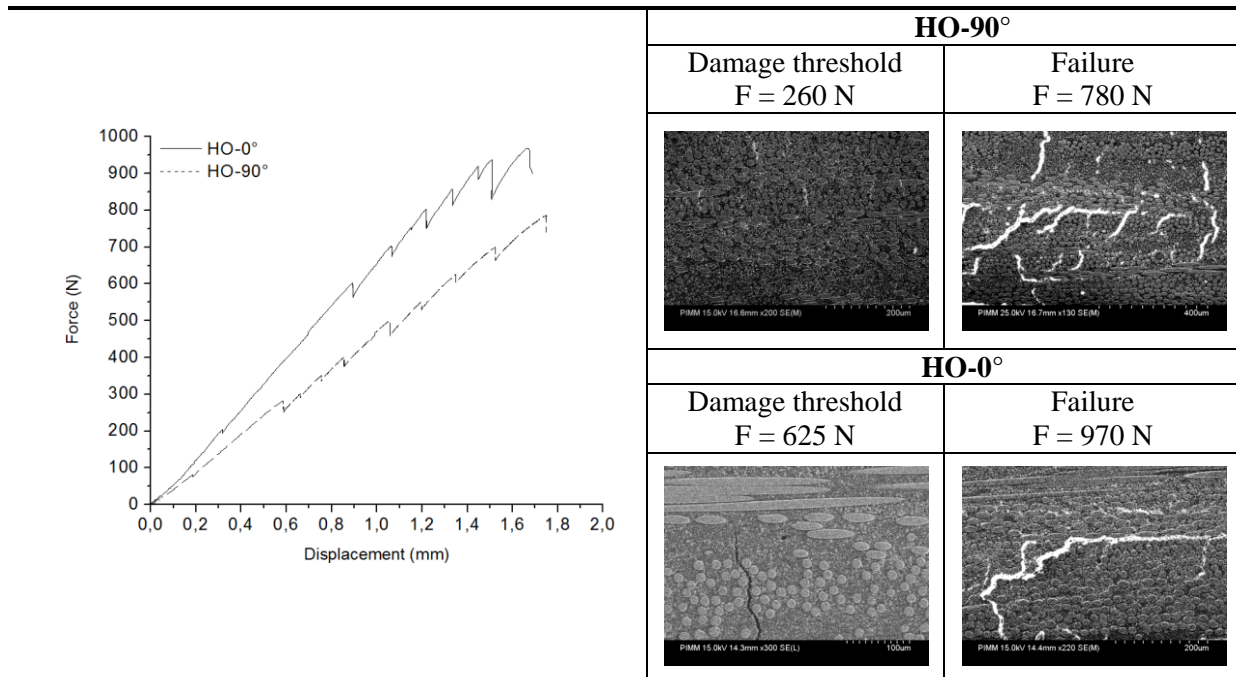 1000
900
800
700
600
500
400
300
200
100
0
Force (N)
HO-0°
HO-90°
0,0 0,2 0,4 0,6 0,8 1,0 1,2 1,4 1,6 1,8 2,0
Displacement (mm)
HO-90°
Damage threshold
F = 260 N
Failure
F = 780 N
PIMM 15.0kV 16.6mm x200 SE(M) 200um
PIMM 25.0kV 16.7mm x130 SE(M) 400um
HO-0°
Damage threshold
F = 625 N
Failure
F = 970 N
PIMM 15.0kV 14.3mm x300 SE(L) 100um
PIMM 15.0kV 14.4mm x220 SE(M) 200um